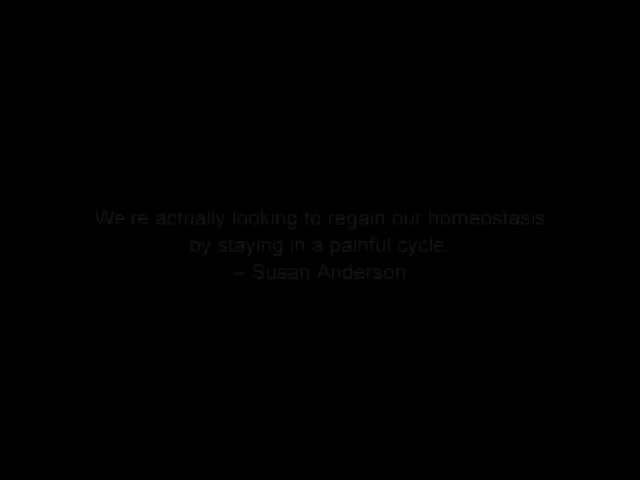 We're actually looking to regain our homeostasis
by staying in a painful cycle.
– Susan Anderson